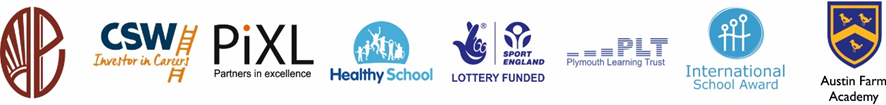 CSW
Investor in Careers
PiXL
Partners in excellence
Healthy School
SPORT
ENGLAND
LOTTERY FUNDED
PLT
Plymouth Learning Trust
International
School Award
Austin Farm
Academy